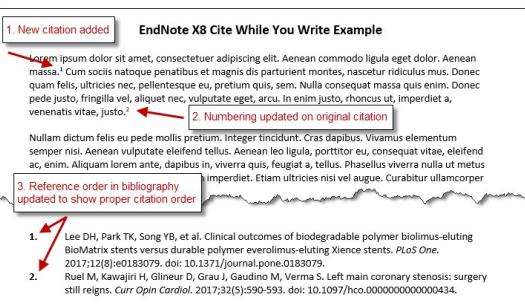 1. New citation added
EndNote X8 Cite While You Write Example
Lorem ipsum dolor sit amet, consectetuer adipiscing elit. Aenean commodo ligula eget dolor. Aenean
massa.¹ Cum sociis natoque penatibus et magnis dis parturient montes, nascetur ridiculus mus. Donec
quam felis, ultricies nec, pellentesque eu, pretium quis, sem. Nulla consequat massa quis enim. Donec
pede justo, fringilla vel, aliquet nec, vulputate eget, arcu. In enim justo, rhoncus ut, imperdiet a,
venenatis vitae, justo.²
2. Numbering updated on original citation
Nullam dictum felis eu pede mollis pretium. Integer tincidunt. Cras dapibus. Vivamus elementum
semper nisi. Aenean vulputate eleifend tellus. Aenean leo ligula, porttitor eu, consequat vitae, eleifend
ac, enim. Aliquam lorem ante, dapibus in, viverra quis, feugiat a, tellus. Phasellus viverra nulla ut metus
imperdiet. Etiam ultricies nisi vel augue. Curabitur ullamcorper
3. Reference order in bibliography
updated to show proper citation order
1. Lee DH, Park TK, Song YB, et al. Clinical outcomes of biodegradable polymer biolimus-eluting
BioMatrix stents versus durable polymer everolimus-eluting Xience stents. PLoS One.
2017;12(8):e0183079. doi: 10.1371/journal.pone.0183079.
2. Ruel M, Kawajiri H, Glineur D, Grau J, Gaudino M, Verma S. Left main coronary stenosis: surgery
still reigns. Curr Opin Cardiol. 2017;32(5):590-593. doi: 10.1097/hco.0000000000000434.